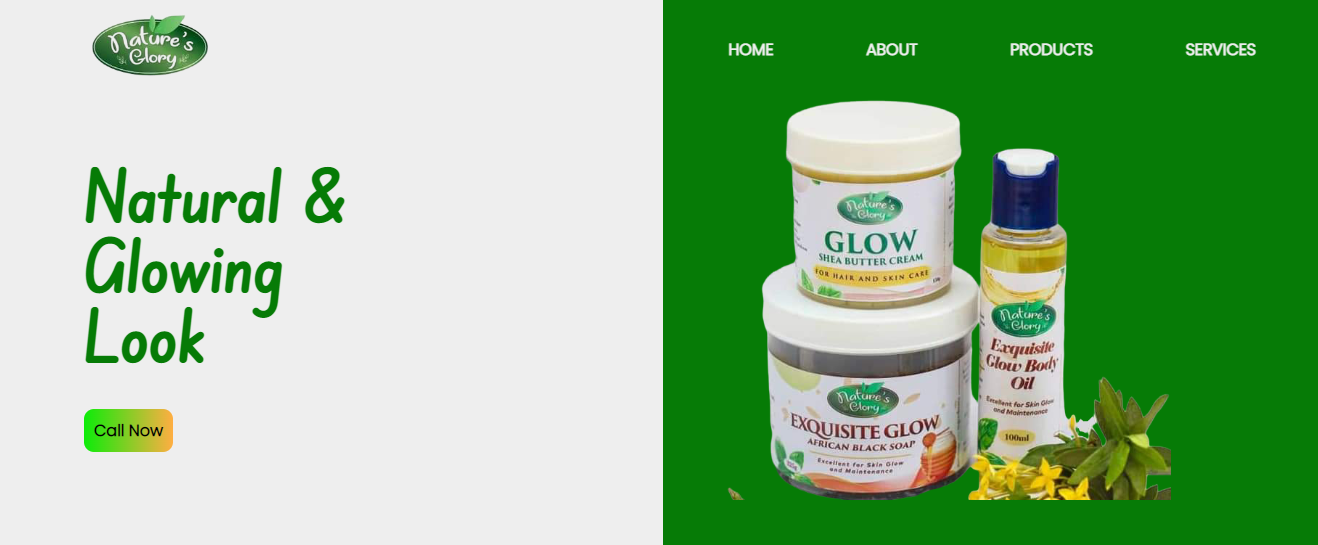 Nature's
Glory
HOME
ABOUT
PRODUCTS
SERVICES
Natural &
Glowing
Look
Call Now
Nature's
Glory
GLOW
SHEA BUTTER CREAM
FOR HAIR AND SKIN CARE
Nature's
Glory
EXQUISITE GLOW
AFRICAN BLACK SOAP
Excellent for Skin Glow
and Maintenance
Nature's
Glory
Exquisite
Glow Body
Oil
Excellent for Skin Glow
and Maintenance
100ml